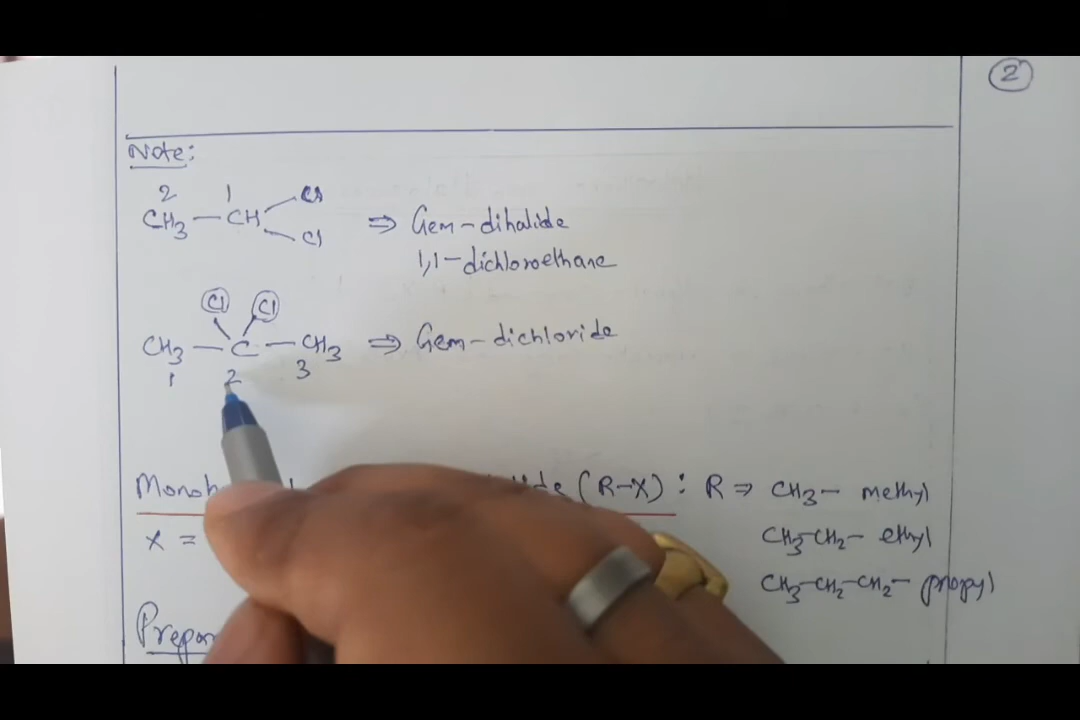 2
Note:
2 1 Cl
CH3 — CH ⇒ Gem-dihalide
Cl
1,1-dichloroethane
Cl Cl
CH3 — C — CH3 ⇒ Gem-dichloride
1 2 3
(R-X) : R ⇒ CH3— methyl
X = CH3-CH2- ethyl
CH3-CH2-CH2- propyl